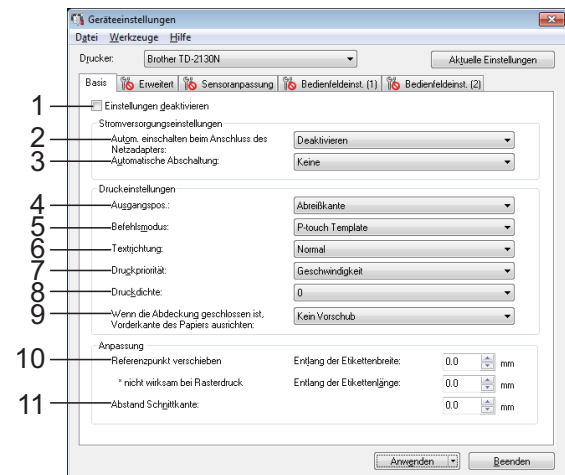 Geräteeinstellungen
Datei Werkzeuge Hilfe
Drucker: Brother TD-2130N Aktuelle Einstellungen
Basis Erweitert Sensoranpassung Bedienfeldeinst. (1) Bedienfeldeinst. (2)
1 Einstellungen deaktivieren
Stromversorgungseinstellungen
2 Autom. einschalten beim Anschluss des Netzadapters: Deaktivieren
3 Automatische Abschaltung: Keine
Druckeinstellungen
4 Ausgangspos.: Abreißkante
5 Befehlsmodus: P-touch Template
6 Textrichtung: Normal
7 Druckpriorität: Geschwindigkeit
8 Druckdichte: 0
9 Wenn die Abdeckung geschlossen ist, Vorderkante des Papiers ausrichten: Kein Vorschub
Anpassung
10 Referenzpunkt verschieben Entlang der Etikettenbreite: 0.0 mm
* nicht wirksam bei Rasterdruck Entlang der Etikettenlänge: 0.0 mm
11 Abstand Schnittkante: 0.0 mm
Anwenden Beenden